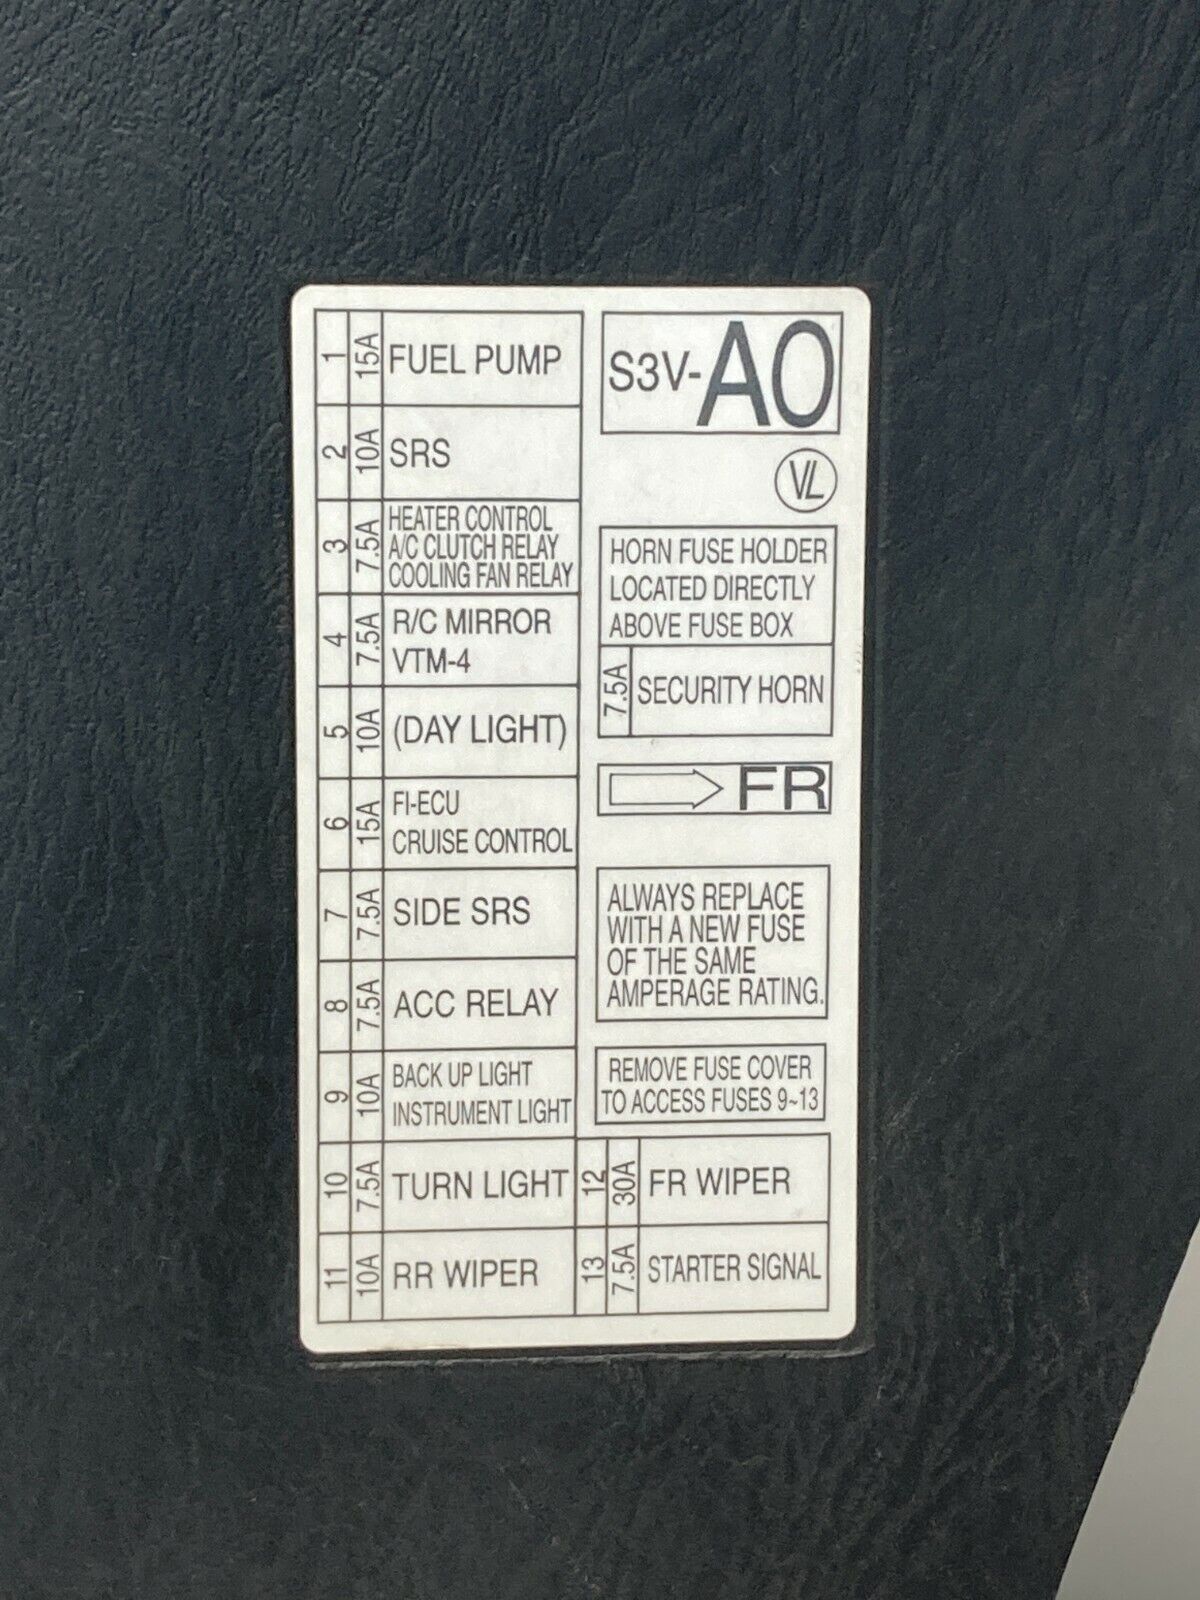 1 15A FUEL PUMP
2 10A SRS
3 7.5A HEATER CONTROL
A/C CLUTCH RELAY
COOLING FAN RELAY
4 7.5A R/C MIRROR
VTM-4
5 10A (DAY LIGHT)
6 15A FI-ECU
CRUISE CONTROL
7 7.5A SIDE SRS
8 7.5A ACC RELAY
9 10A BACK UP LIGHT
INSTRUMENT LIGHT
10 7.5A TURN LIGHT
11 10A RR WIPER
S3V-A0
VL
HORN FUSE HOLDER
LOCATED DIRECTLY
ABOVE FUSE BOX
7.5A SECURITY HORN
FR
ALWAYS REPLACE
WITH A NEW FUSE
OF THE SAME
AMPERAGE RATING.
REMOVE FUSE COVER
TO ACCESS FUSES 9~13
12 30A FR WIPER
13 7.5A STARTER SIGNAL